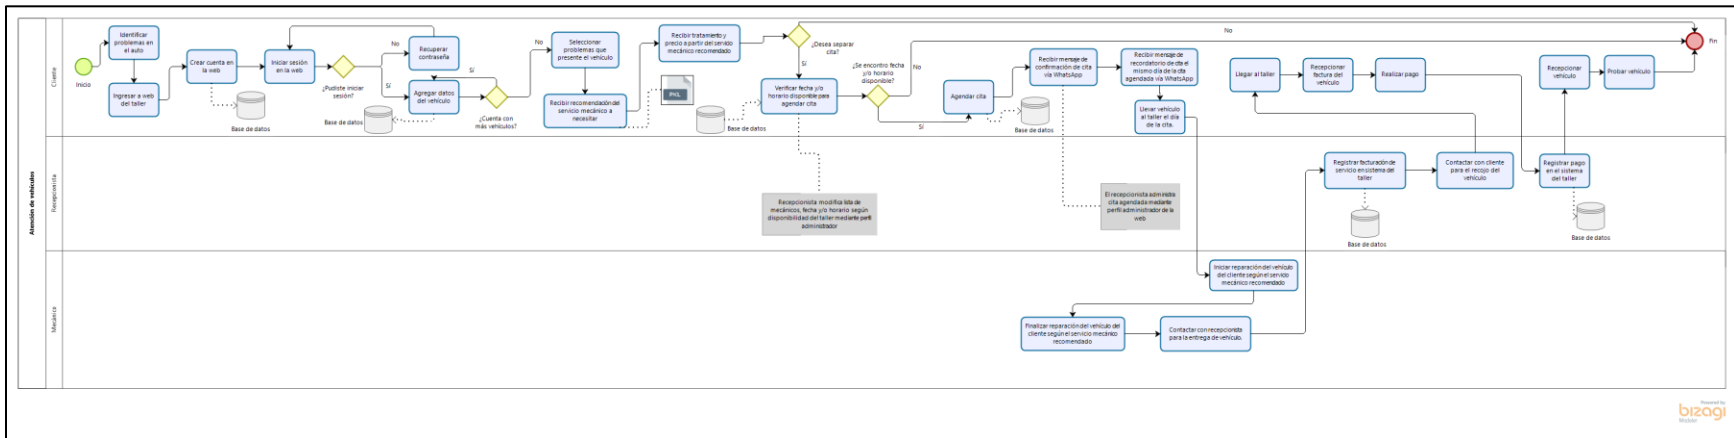 Atención de vehículos
Cliente
Recepcionista
Mecánica
Inicio
Identificar
problemas en
el auto
Ingresar a web
del taller
Crear cuenta en
la web
Base de datos
Iniciar sesión
en la web
¿Pudiste iniciar
sesión?
No
Sí
Recuperar
contraseña
Agregar datos
del vehículo
Base de datos
Sí
¿Cuenta con
más vehículos?
No
Seleccionar
problemas que
presente el vehículo
Recibir recomendación del
servicio mecánico a
necesitar
Recibir tratamiento y
precio a partir del servicio
mecánico recomendado
¿Desea separar
cita?
Sí
No
Base de datos
Verificar fecha y/o
horario disponible para
agendar cita
¿Se encontro fecha
y/o horario
disponible?
No
Sí
Agendar cita
Base de datos
Recibir mensaje de
confirmación de cita
vía WhatsApp
Recibir mensaje de
recordatorio de cita el
mismo día de la cita
agendada vía WhatsApp
Llevar vehículo
al taller el día
de la cita.
Llegar al taller
Recepcionar
factura del
vehículo
Realizar pago
Recepcionar
vehículo
Probar vehículo
Fin
Recepcionista modifica lista de
mecánicos, fecha y/o horario según
disponibilidad del taller mediante perfil
administrador
El recepcionista administra
cita agendada mediante
perfil administrador de la
web
Registrar facturación de
servicio en sistema del
taller
Base de datos
Contactar con cliente
para el recojo del
vehículo
Registrar pago
en el sistema
del taller
Base de datos
Iniciar reparación del vehículo
del cliente según el servicio
mecánico recomendado
Finalizar reparación del vehículo del
cliente según el servicio mecánico
recomendado
Contactar con recepcionista
para la entrega de vehículo.
Powered by
bizagi
Modeler